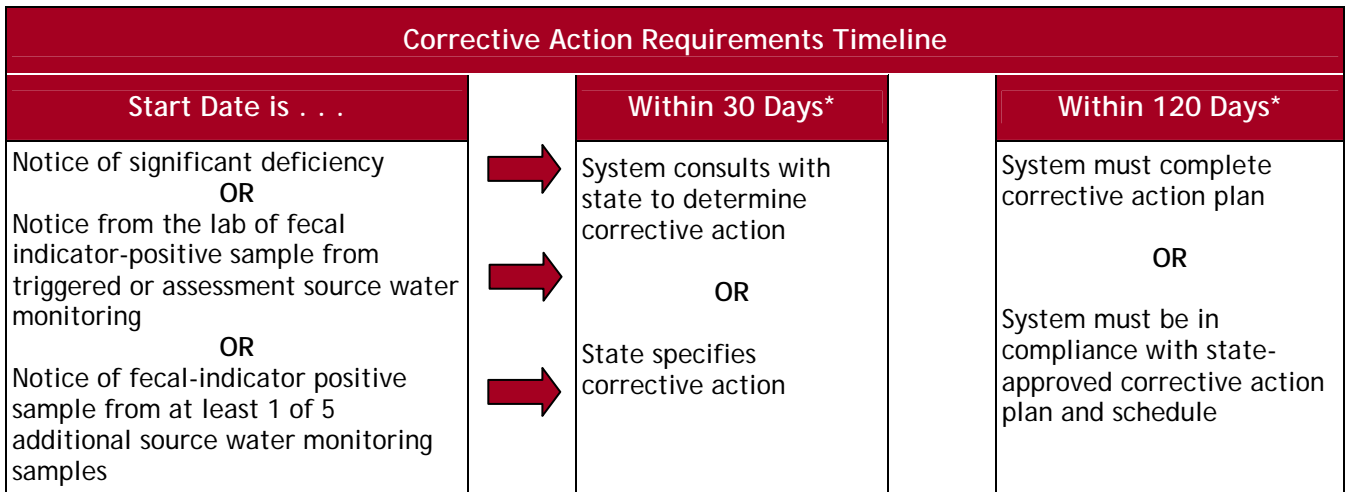 Corrective Action Requirements Timeline
Start Date is . . .
Within 30 Days*
Within 120 Days*
Notice of significant deficiency
OR
Notice from the lab of fecal
indicator-positive sample from
triggered or assessment source water
monitoring
OR
Notice of fecal-indicator positive
sample from at least 1 of 5
additional source water monitoring
samples
System consults with
state to determine
corrective action
OR
State specifies
corrective action
System must complete
corrective action plan
OR
System must be in
compliance with state-
approved corrective action
plan and schedule